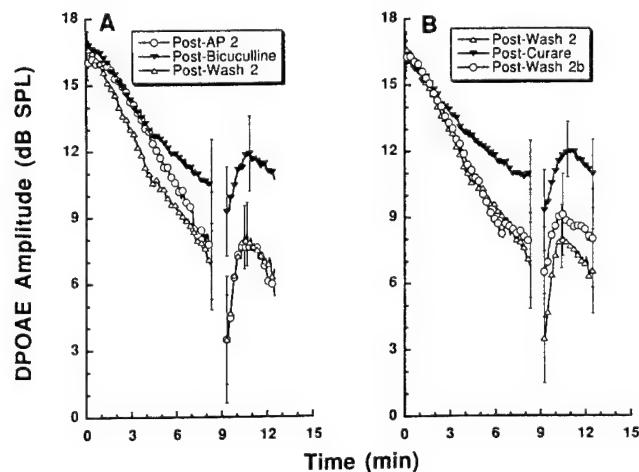 A
Post-AP 2
Post-Bicuculline
Post-Wash 2
B
Post-Wash 2
Post-Curare
Post-Wash 2b
DPOAE Amplitude (dB SPL)
18
15
12
9
6
3
0
0 3 6 9 12 15
18
15
12
9
6
3
0
0 3 6 9 12 15
Time (min)